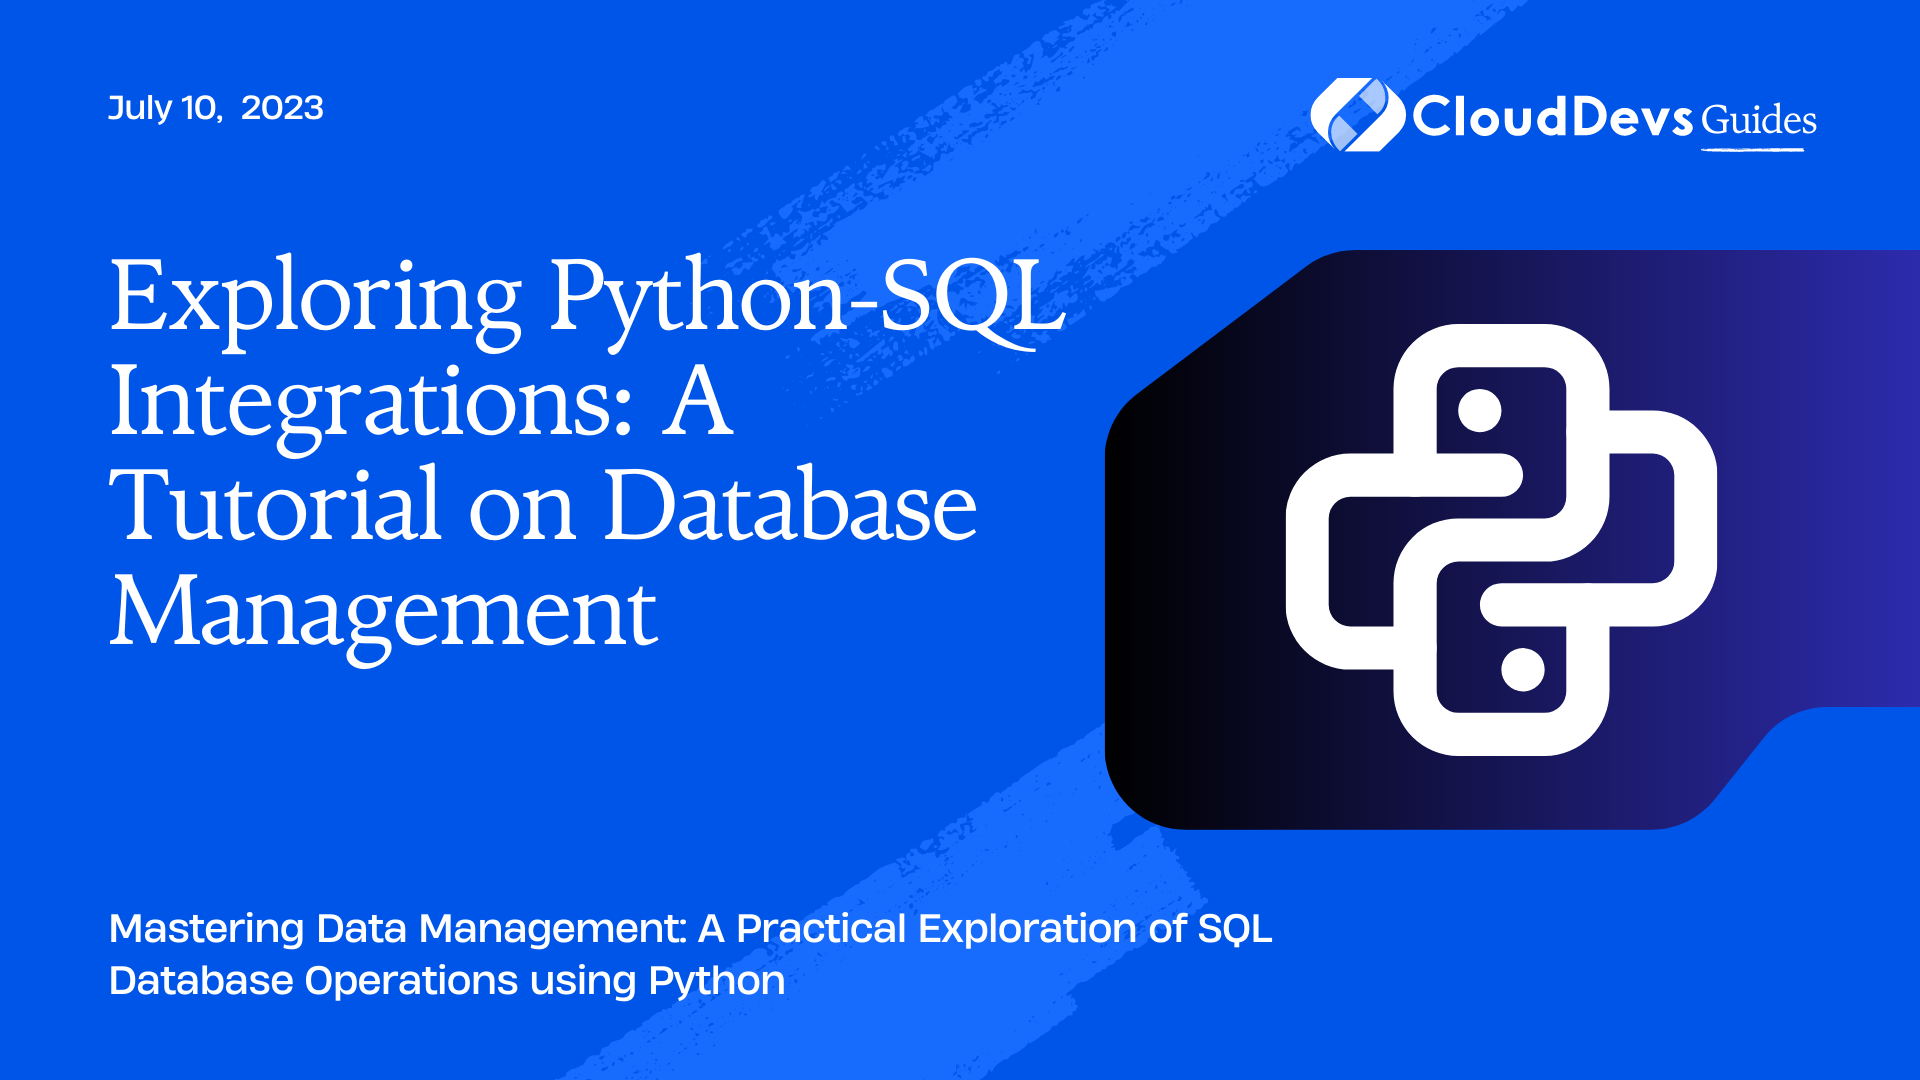 July 10, 2023
CloudDevs Guides
Exploring Python-SQL
Integrations: A
Tutorial on Database
Management
Mastering Data Management: A Practical Exploration of SQL
Database Operations using Python